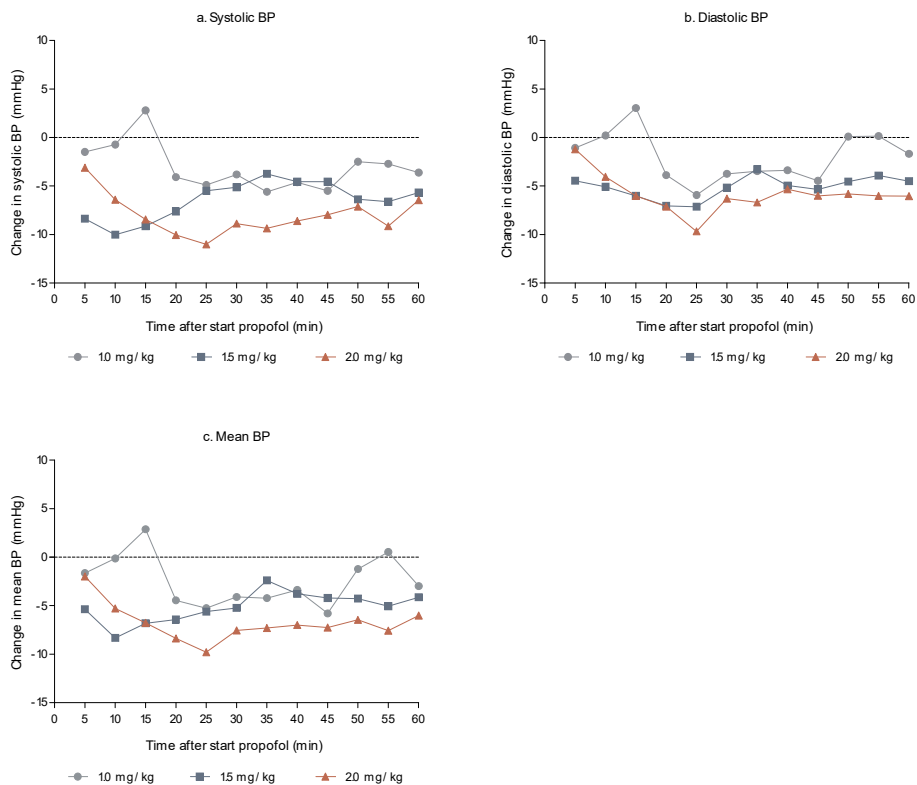 a. Systolic BP
10
5
0
-5
-10
-15
Change in systolic BP (mmHg)
0 5 10 15 20 25 30 35 40 45 50 55 60
Time after start propofol (min)
1.0 mg/kg 1.5 mg/kg 2.0 mg/kg
b. Diastolic BP
10
5
0
-5
-10
-15
Change in diastolic BP (mmHg)
0 5 10 15 20 25 30 35 40 45 50 55 60
Time after start propofol (min)
1.0 mg/kg 1.5 mg/kg 2.0 mg/kg
c. Mean BP
10
5
0
-5
-10
-15
Change in mean BP (mmHg)
0 5 10 15 20 25 30 35 40 45 50 55 60
Time after start propofol (min)
1.0 mg/kg 1.5 mg/kg 2.0 mg/kg